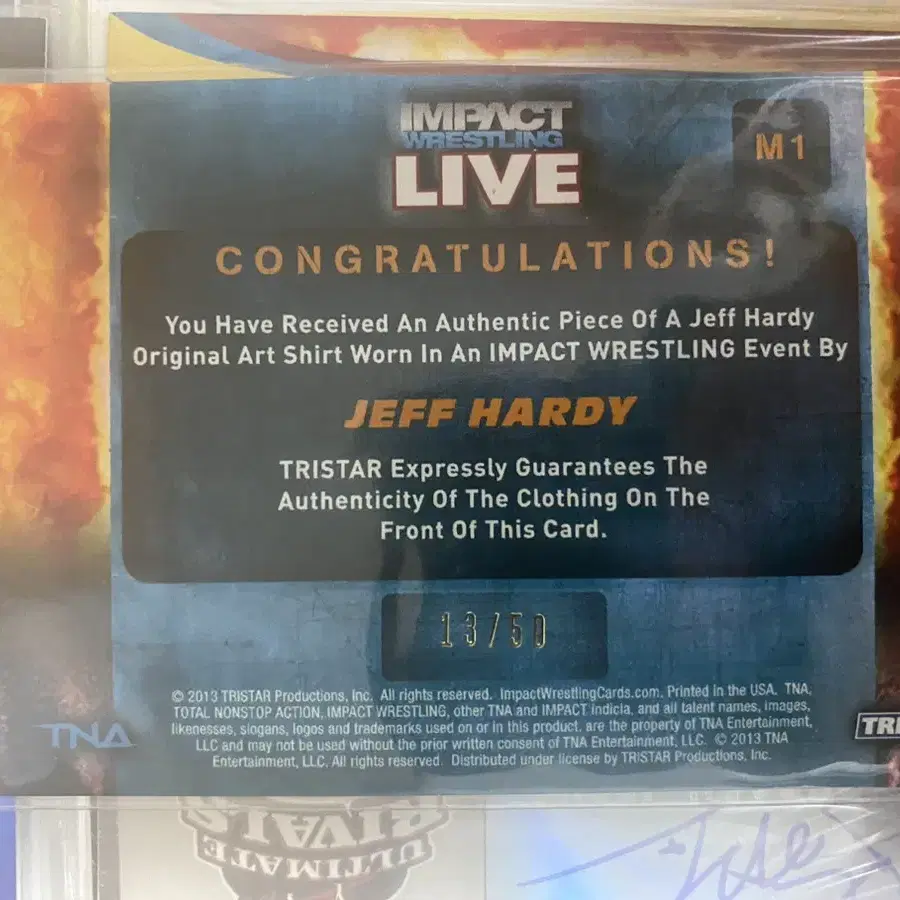 IMPACT
WRESTLING
LIVE
M1
CONGRATULATIONS!
You Have Received An Authentic Piece Of A Jeff Hardy
Original Art Shirt Worn In An IMPACT WRESTLING Event By
JEFF HARDY
TRISTAR Expressly Guarantees The
Authenticity Of The Clothing On The
Front Of This Card.
13/50
© 2013 TRISTAR Productions, Inc. All rights reserved. ImpactWrestlingCards.com. Printed in the USA. TNA,
TOTAL NONSTOP ACTION, IMPACT WRESTLING, other TNA and IMPACT indicia, and all talent names, images,
likenesses, slogans, logos and trademarks used on or in this product, are the property of TNA Entertainment,
LLC and may not be used without the prior written consent of TNA Entertainment, LLC. © 2013 TNA
Entertainment, LLC. All rights reserved. Distributed under license by TRISTAR Productions, Inc.
TNA
ULTIMATE
RIVALS